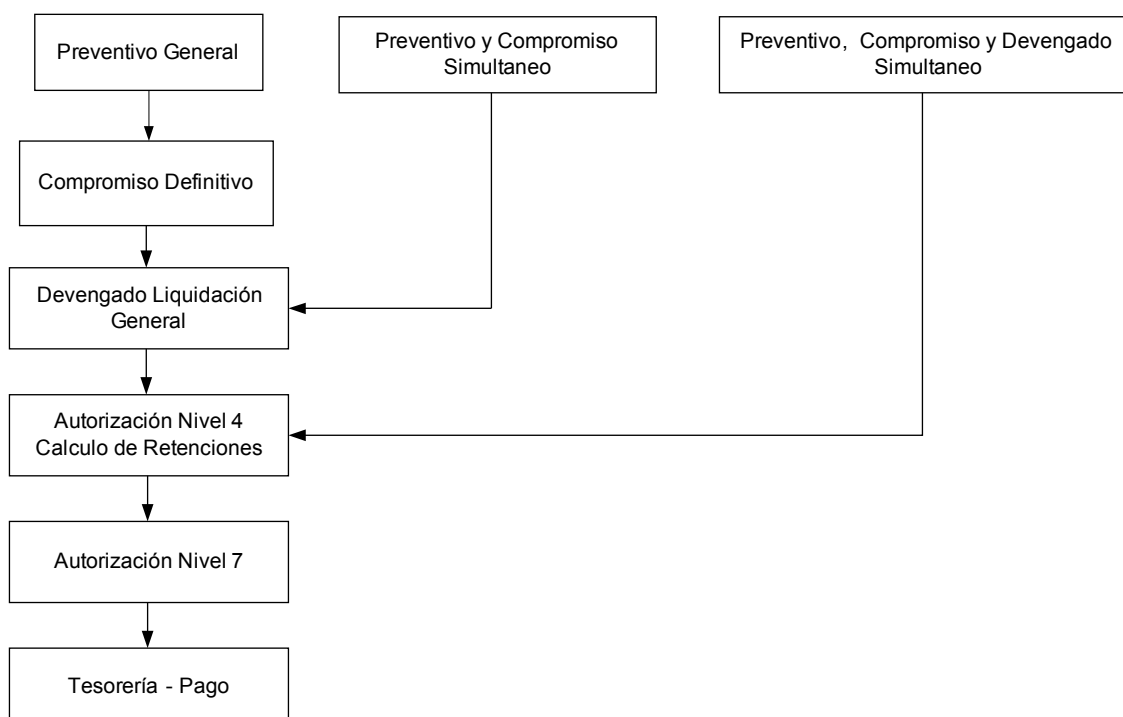 Preventivo General
Preventivo y Compromiso
Simultaneo
Preventivo, Compromiso y Devengado
Simultaneo
Compromiso Definitivo
Devengado Liquidación
General
Autorización Nivel 4
Calculo de Retenciones
Autorización Nivel 7
Tesorería - Pago